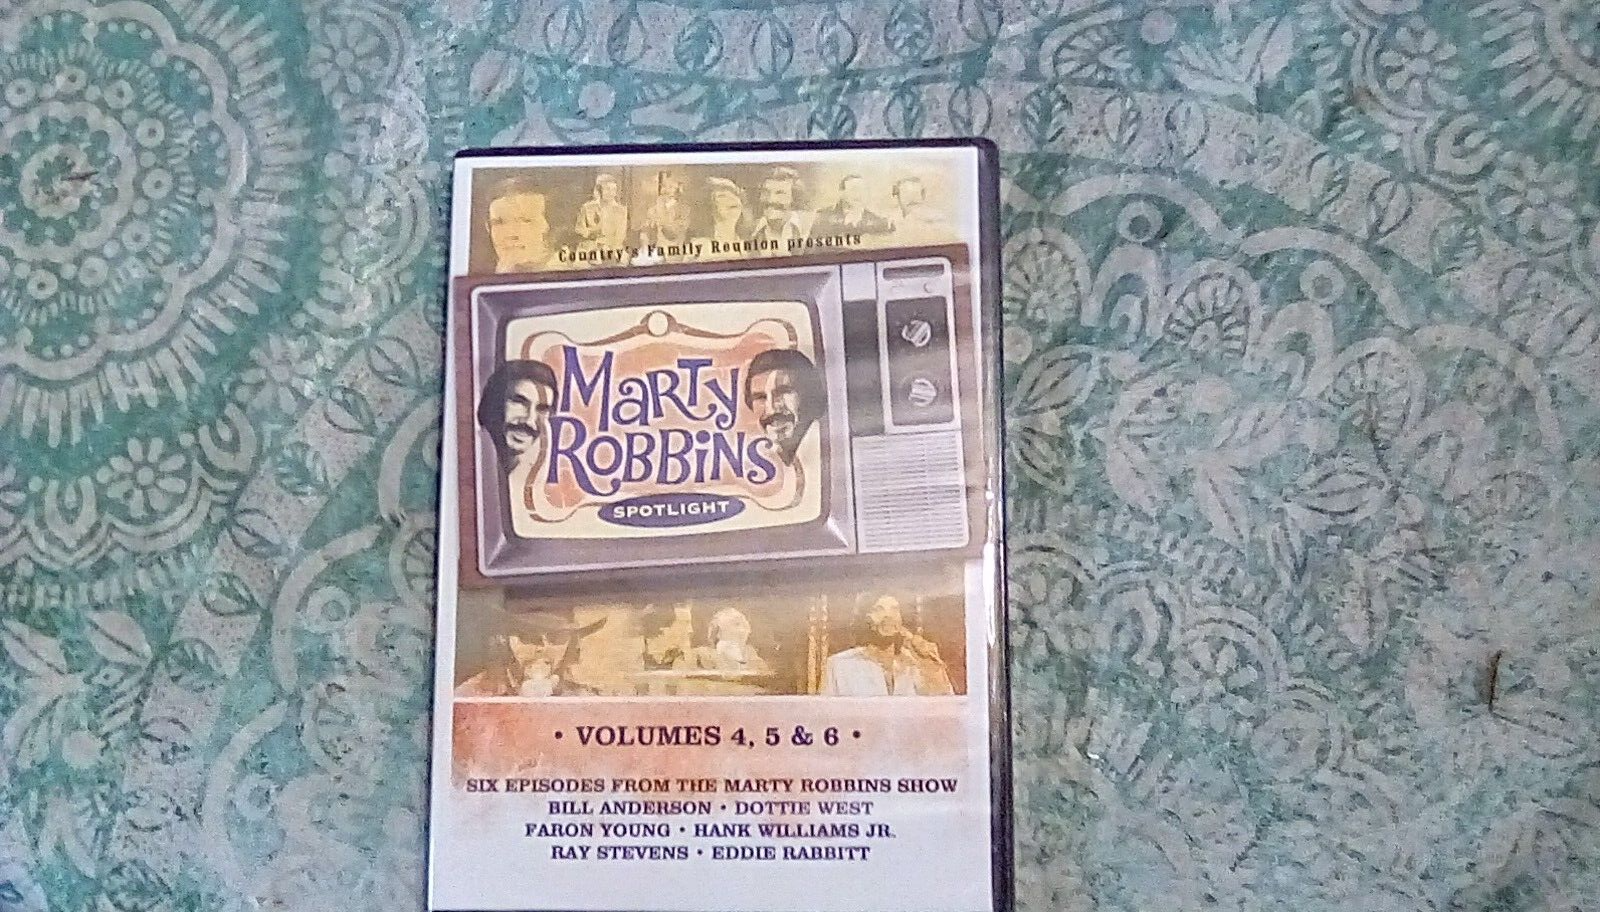 Country's Family Reunion presents
MARTY
ROBBiNS
SPOTLIGHT
• VOLUMES 4, 5 & 6 •
SIX EPISODES FROM THE MARTY ROBBINS SHOW
BILL ANDERSON • DOTTIE WEST
FARON YOUNG • HANK WILLIAMS JR.
RAY STEVENS • EDDIE RABBITT